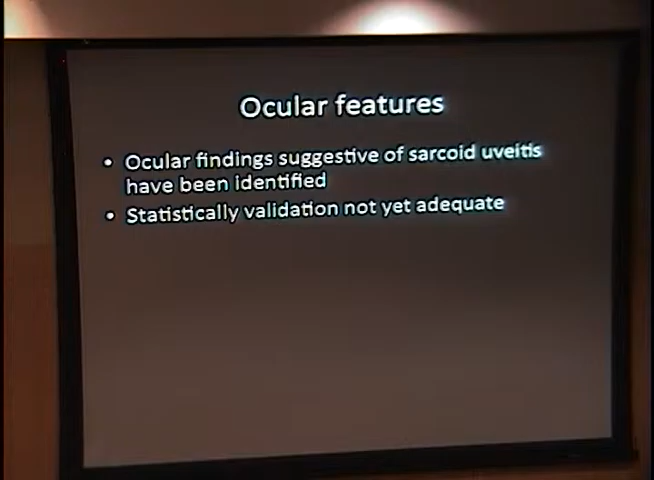 Ocular features
• Ocular findings suggestive of sarcoid uveitis
have been identified
• Statistically validation not yet adequate